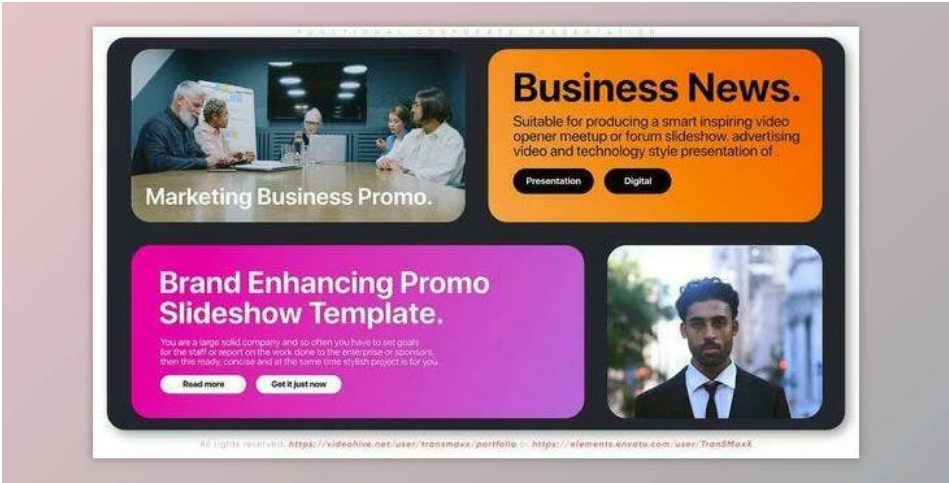 FUNCTIONAL CORPORATE PRESENTATION
Marketing Business Promo.
Business News.
Suitable for producing a smart inspiring video
opener meetup or forum slideshow. advertising
video and technology style presentation of .
Presentation
Digital
Brand Enhancing Promo
Slideshow Template.
You are a large solid company and so often you have to set goals
for the staff or report on the work done to the enterprise or sponsors,
then this ready, concise and at the same time stylish project is for you.
Read more
Get it just now
All rights reserved. https://videohive.net/user/transmaxx/portfolio or https://elements.envato.com/user/TranSMaxX